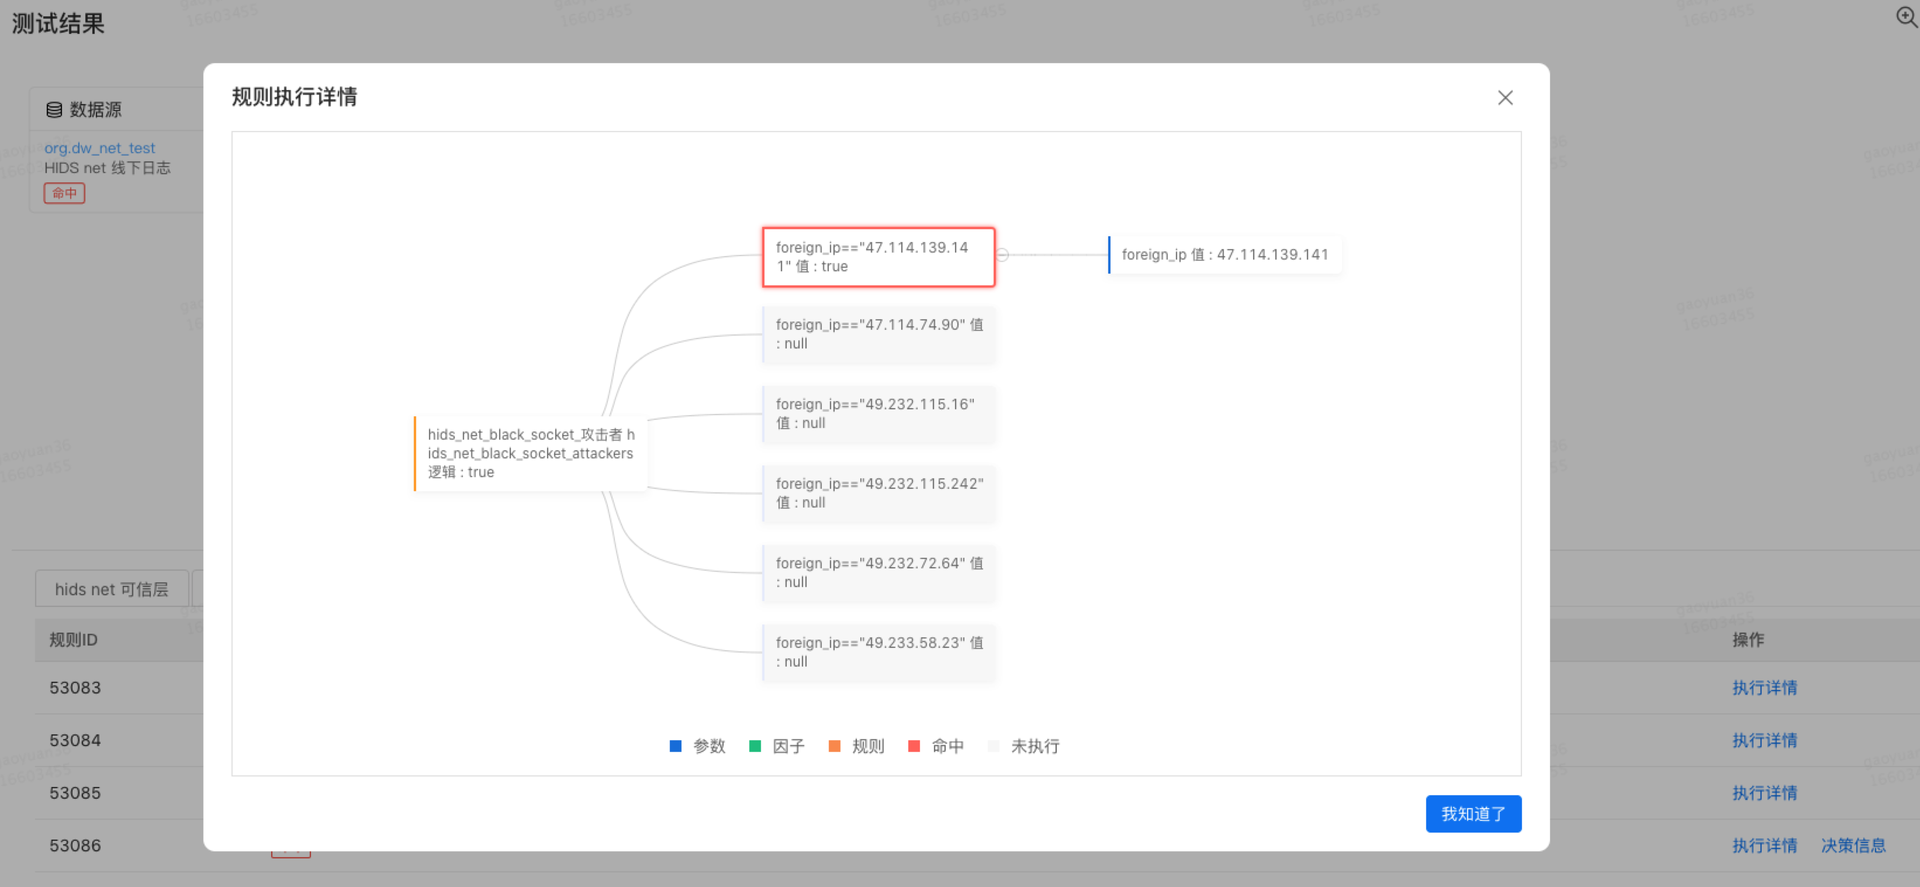 测试结果
数据源
org.dw_net_test
HIDS net 线下日志
命中
规则执行详情
foreign_ip=="47.114.139.14
1" 值 : true
foreign_ip 值 : 47.114.139.141
foreign_ip=="47.114.74.90" 值
: null
foreign_ip=="49.232.115.16"
值 : null
hids_net_black_socket_攻击者 h
ids_net_black_socket_attackers
逻辑 : true
foreign_ip=="49.232.115.242"
值 : null
foreign_ip=="49.232.72.64" 值
: null
foreign_ip=="49.233.58.23" 值
: null
参数 因子 规则 命中 未执行
我知道了
hids net 可信层
规则ID 操作
53083 执行详情
53084 执行详情
53085 执行详情
53086 执行详情 决策信息
gaoyuan36
16603455